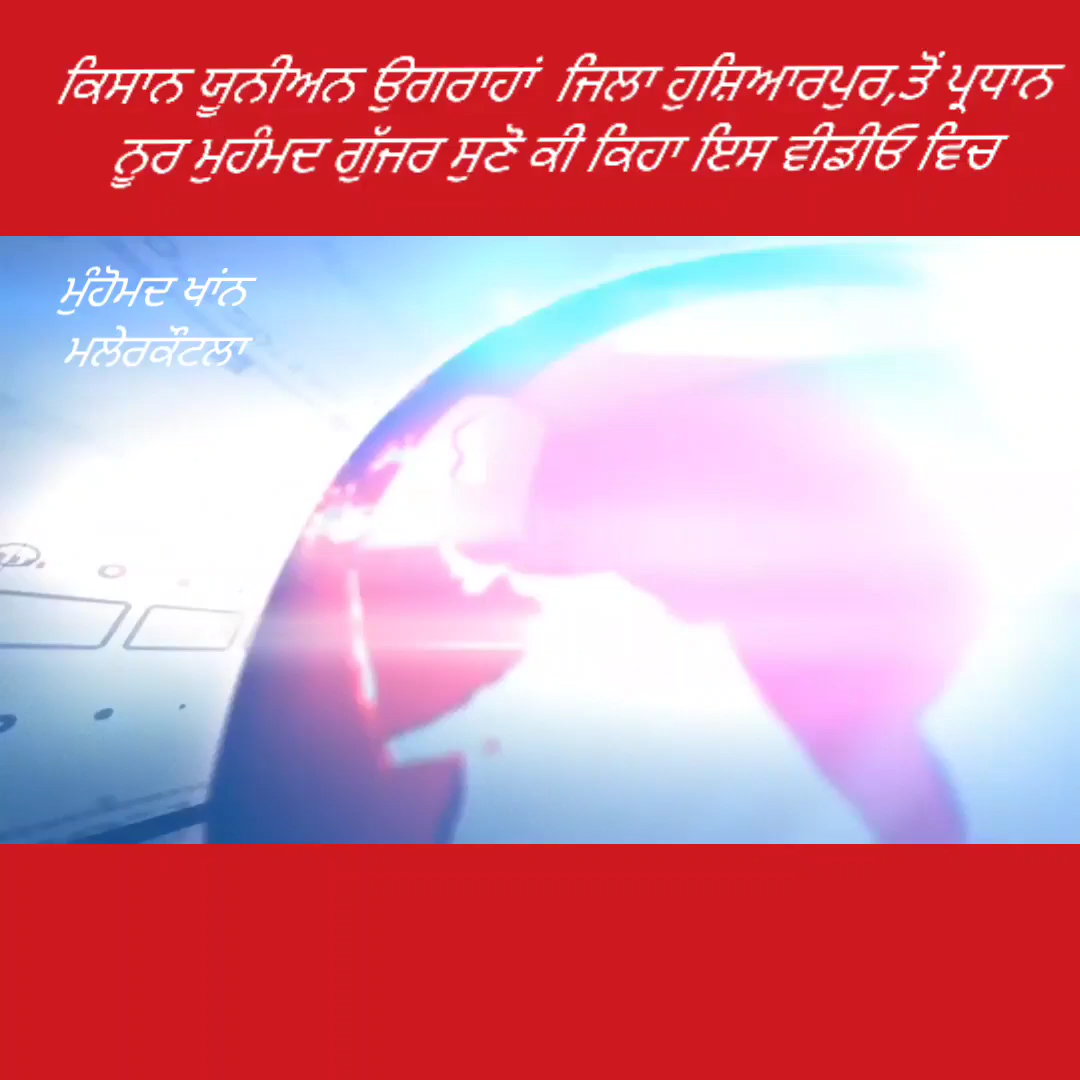 ਕਿਸਾਨ ਯੂਨੀਅਨ ਉਗਰਾਹਾਂ ਜਿਲਾ ਹੁਸ਼ਿਆਰਪੁਰ,ਤੋਂ ਪ੍ਰਧਾਨ
ਨੂਰ ਮੁਹੰਮਦ ਗੁੱਜਰ ਸੁਣੋ ਕੀ ਕਿਹਾ ਇਸ ਵੀਡੀਓ ਵਿਚ
ਮੁੰਹੋਮਦ ਖਾਂਨ
ਮਲੇਰਕੌਟਲਾ